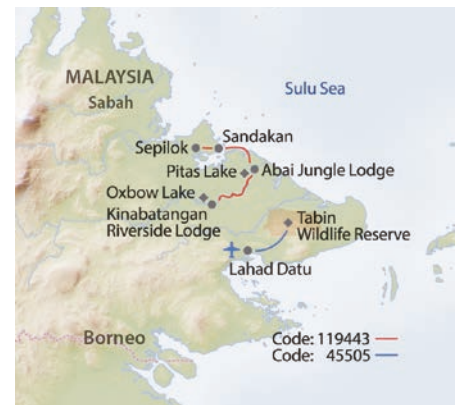 MALAYSIA
Sabah
Sulu Sea
Sepilok
Sandakan
Pitas Lake
Abai Jungle Lodge
Oxbow Lake
Kinabatangan
Riverside Lodge
Tabin
Wildlife Reserve
Lahad Datu
Borneo
Code: 119443
Code: 45505